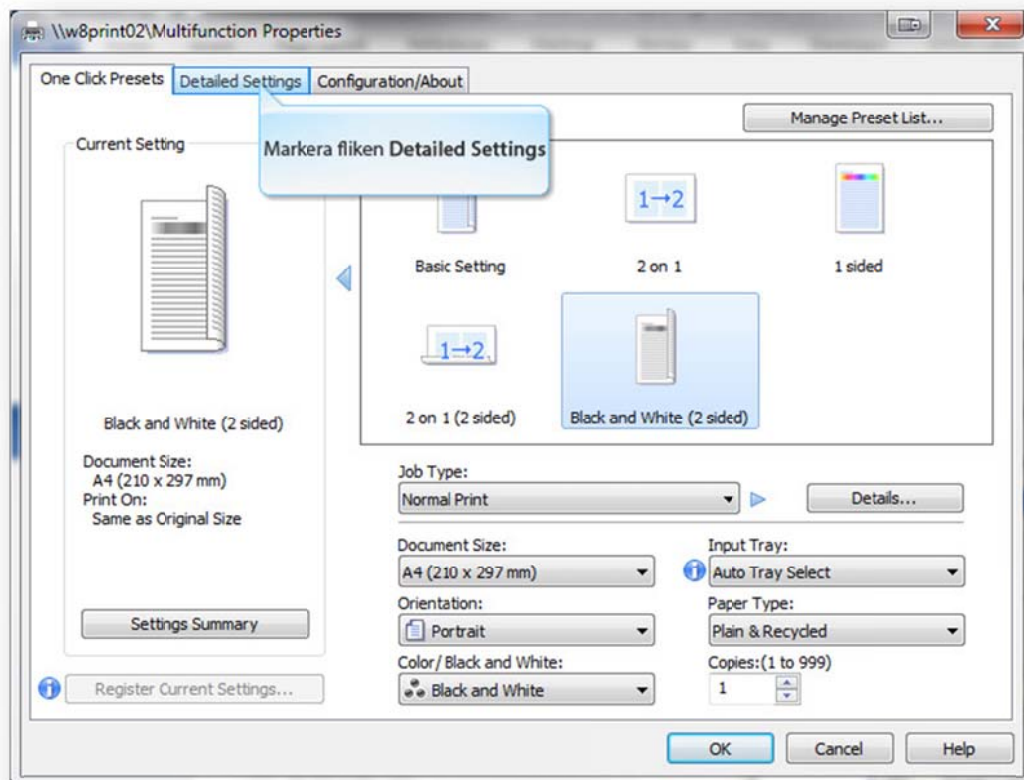 \\w8print02\Multifunction Properties
One Click Presets Detailed Settings Configuration/About
Manage Preset List...
Markera fliken Detailed Settings
Current Setting
1→2
Basic Setting 2 on 1 1 sided
1→2
2 on 1 (2 sided) Black and White (2 sided)
Black and White (2 sided)
Document Size:
A4 (210 x 297 mm)
Print On:
Same as Original Size
Settings Summary
Register Current Settings...
Job Type:
Normal Print Details...
Document Size: Input Tray:
A4 (210 x 297 mm) Auto Tray Select
Orientation: Paper Type:
Portrait Plain & Recycled
Color/ Black and White: Copies:(1 to 999)
Black and White 1
OK Cancel Help